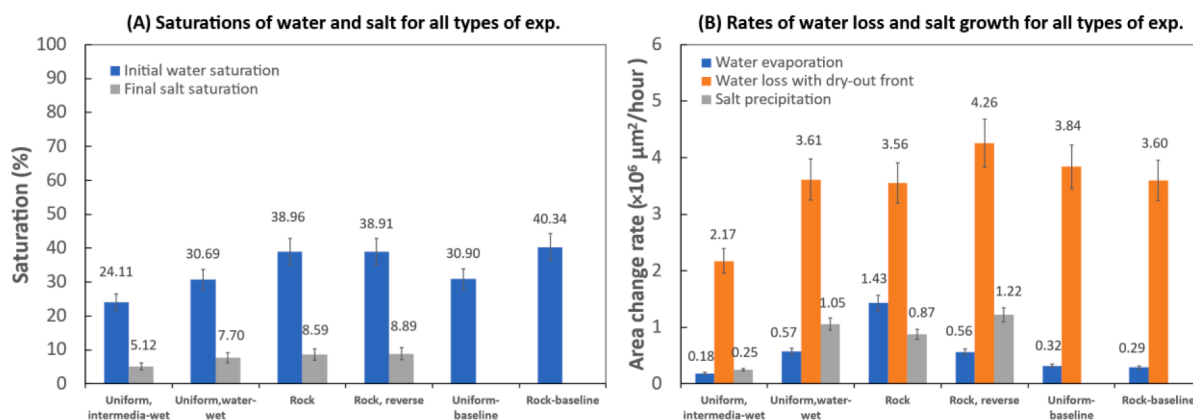 (A) Saturations of water and salt for all types of exp.
100
90
80
70
60
50
40
30
20
10
0
Saturation (%)
Initial water saturation
Final salt saturation
24.11
5.12
30.69
7.70
38.96
8.59
38.91
8.89
30.90
40.34
Uniform,
intermedia-wet
Uniform,water-
wet
Rock
Rock, reverse
Uniform-
baseline
Rock-baseline
(B) Rates of water loss and salt growth for all types of exp.
6
5
4
3
2
1
0
Area change rate (×10⁶ μm²/hour)
Water evaporation
Water loss with dry-out front
Salt precipitation
0.18
2.17
0.25
0.57
3.61
1.05
1.43
3.56
0.87
0.56
4.26
1.22
0.32
3.84
0.29
3.60
Uniform,
intermedia-wet
Uniform,water-
wet
Rock
Rock, reverse
Uniform-
baseline
Rock-baseline